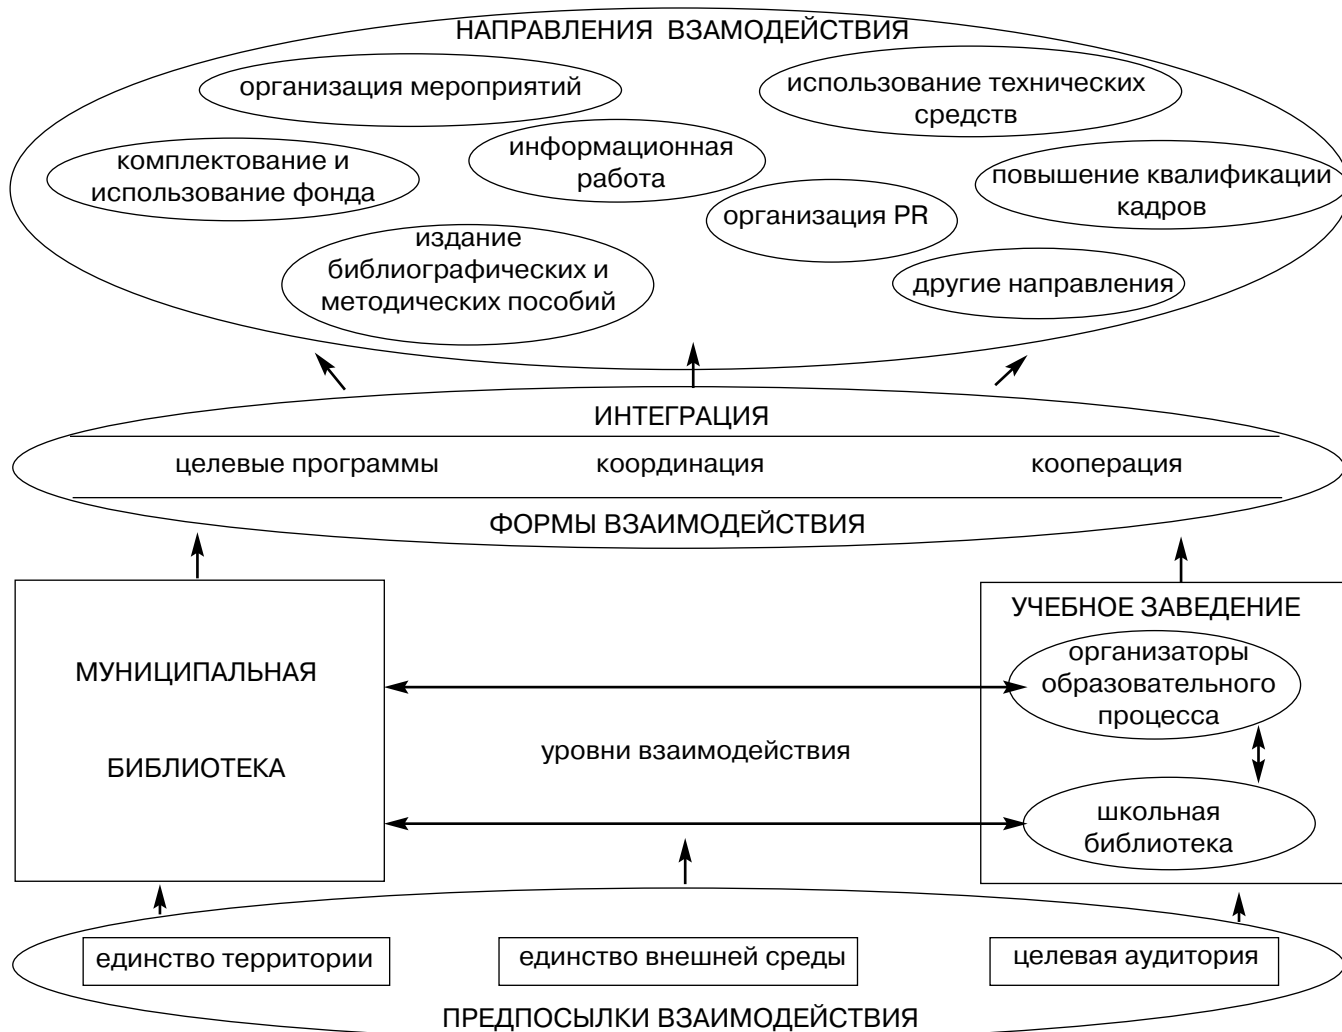 НАПРАВЛЕНИЯ ВЗАМОДЕЙСТВИЯ
организация мероприятий
использование технических
средств
комплектование и
использование фонда
информационная
работа
повышение квалификации
кадров
организация PR
издание
библиографических и
методических пособий
другие направления
ИНТЕГРАЦИЯ
целевые программы
координация
кооперация
ФОРМЫ ВЗАИМОДЕЙСТВИЯ
МУНИЦИПАЛЬНАЯ
БИБЛИОТЕКА
уровни взаимодействия
УЧЕБНОЕ ЗАВЕДЕНИЕ
организаторы
образовательного
процесса
школьная
библиотека
единство территории
единство внешней среды
целевая аудитория
ПРЕДПОСЫЛКИ ВЗАИМОДЕЙСТВИЯ